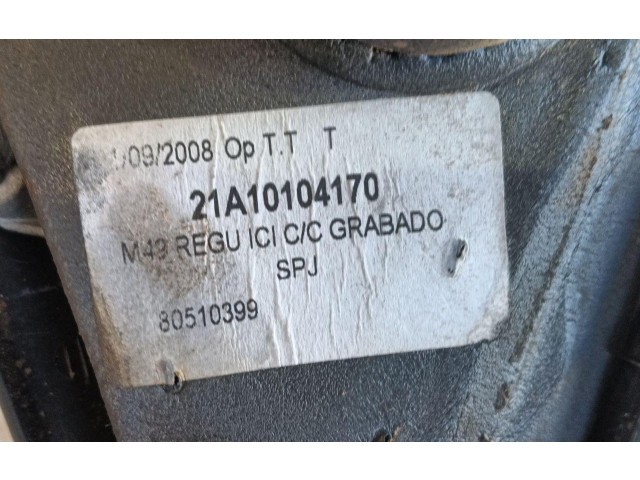 /09/2008 Op T.T T
21A10104170
M49 REGU ICI C/C GRABADO
SPJ
80510399